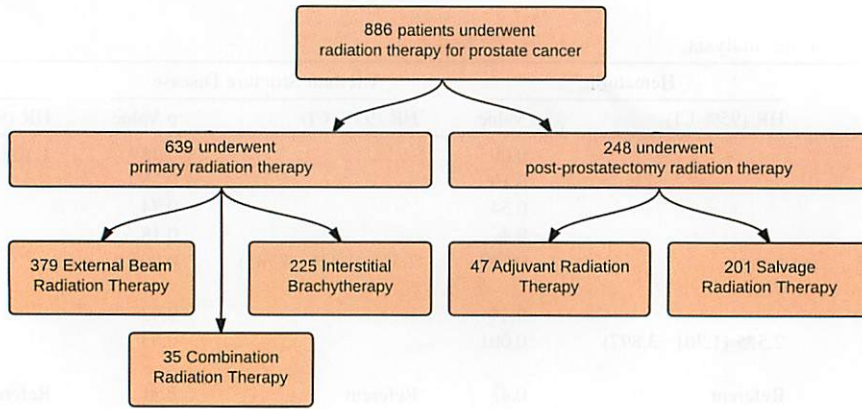 886 patients underwent
radiation therapy for prostate cancer
639 underwent
primary radiation therapy
248 underwent
post-prostatectomy radiation therapy
379 External Beam
Radiation Therapy
225 Interstitial
Brachytherapy
47 Adjuvant Radiation
Therapy
201 Salvage
Radiation Therapy
35 Combination
Radiation Therapy